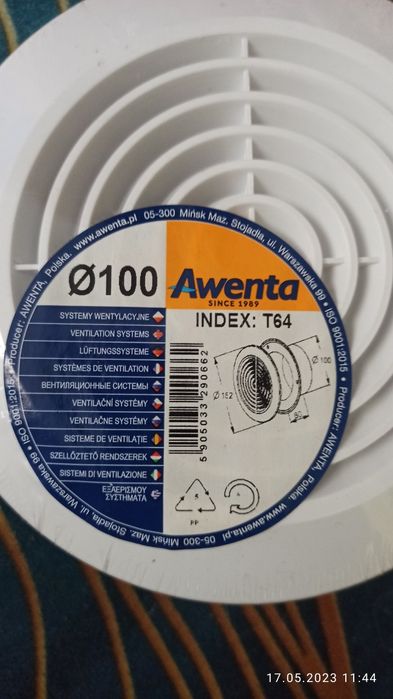 Producer: AWENTA, Polska. www.awenta.pl 05-300 Mińsk Maz. Stojadła, ul. Warszawska 99 • ISO 9001:2015 •
Ø100
Awenta
SINCE 1989
INDEX: T64
SYSTEMY WENTYLACYJNE
VENTILATION SYSTEMS
LÜFTUNGSSYSTEME
SYSTÈMES DE VENTILATION
ВЕНТИЛЯЦИОННЫЕ СИСТЕМЫ
VENTILAČNÍ SYSTÉMY
VENTILAČNE SYSTÉMY
SISTEME DE VENTILAȚIE
SZELLŐZTETŐ RENDSZEREK
SISTEMI DI VENTILAZIONE
ΕΞΑΕΡΙΣΜΟΥ
ΣΥΣΤΗΜΑΤΑ
5 905033 290662
Ø 152
Ø 100
5
PP
Producer: AWENTA, Polska. www.awenta.pl 05-300 Mińsk Maz. Stojadła, ul. Warszawska 99 • ISO 9001:2015 •
17.05.2023 11:44